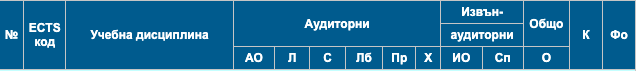 № ECTS код Учебна дисциплина Аудиторни Извън-аудиторни Общо К Фо
АО Л С Лб Пр Х ИО Сп О